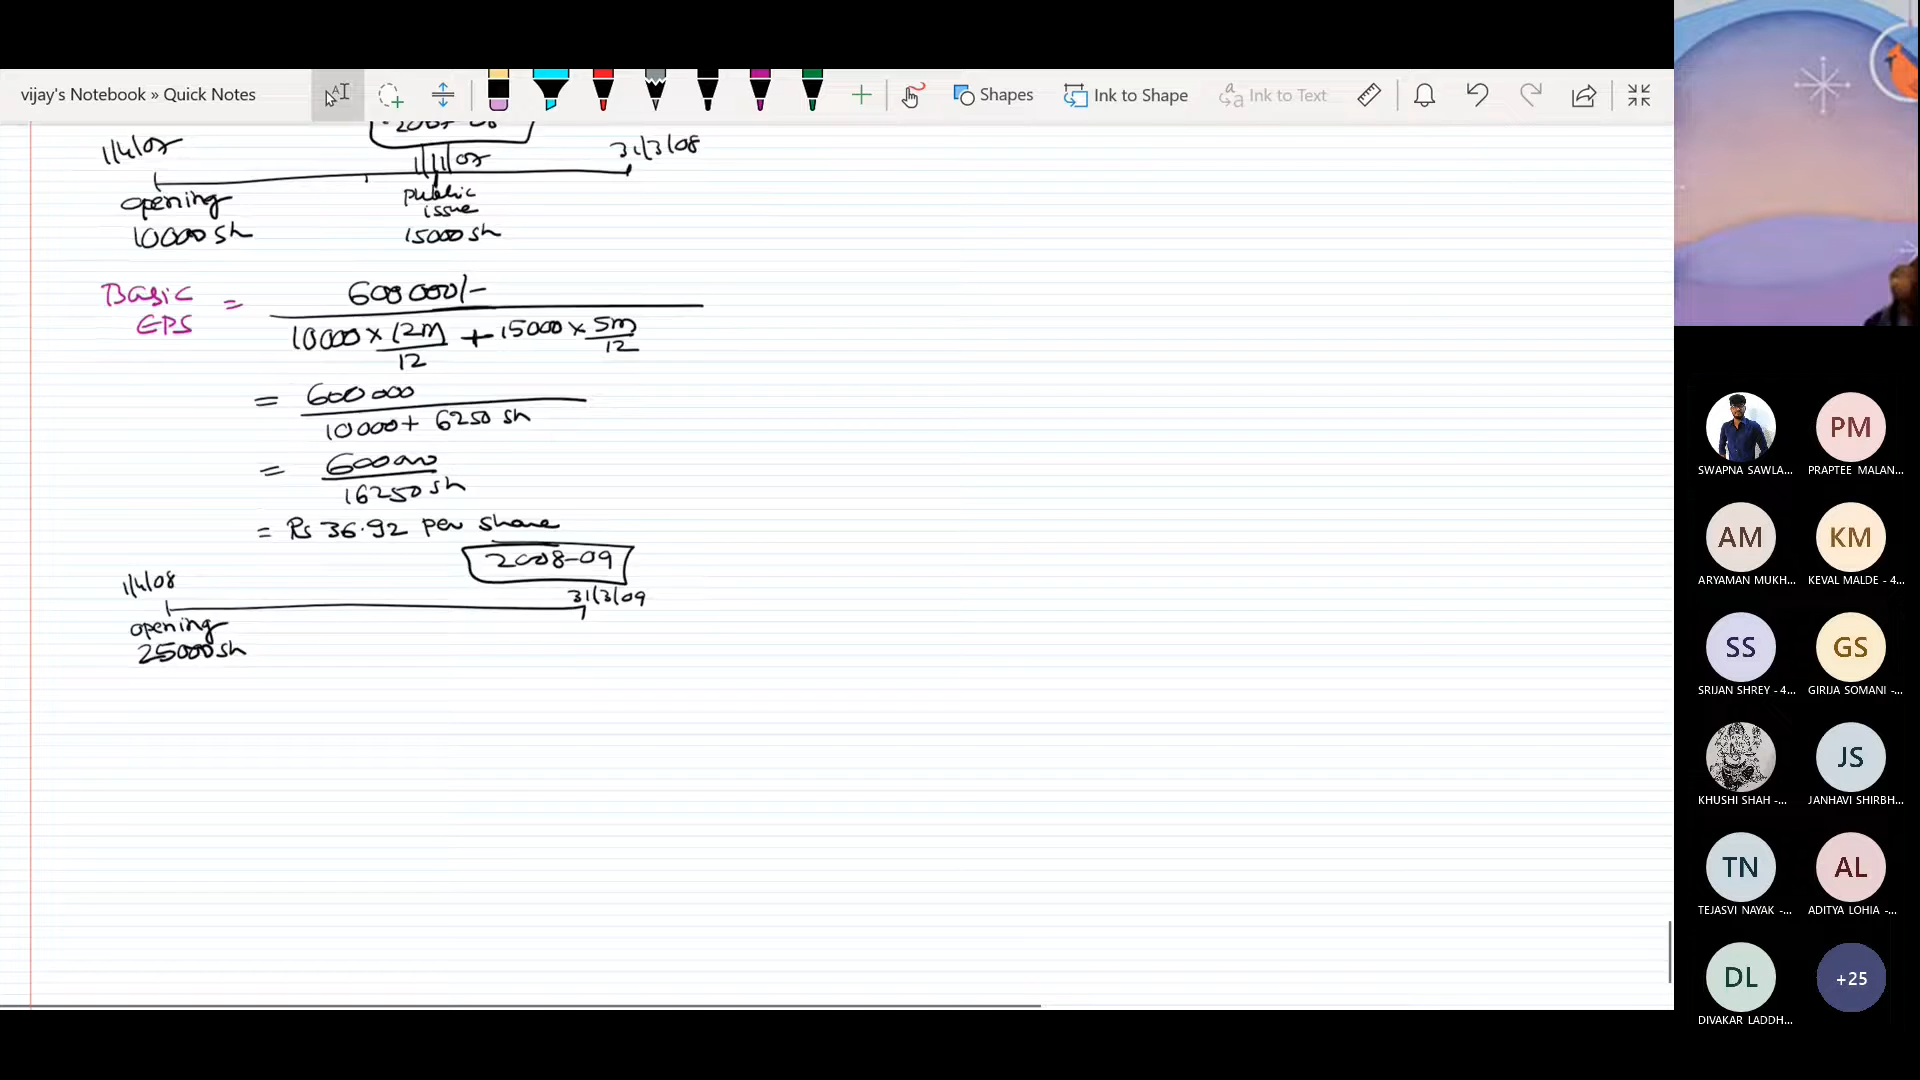 vijay's Notebook » Quick Notes
Shapes
Ink to Shape
Ink to Text
2007-08
1/4/07 1/11/07 31/3/08
opening public issue
10000 sh 15000 sh
Basic EPS = 600000/-
10000 × 12m/12 + 15000 × 5m/12
= 600000
10000 + 6250 sh
= 600000
16250 sh
= Rs 36.92 per share
2008-09
1/4/08
31/3/09
opening
25000 sh
PM
SWAPNA SAWLA... PRAPTEE MALAN...
AM KM
ARYAMAN MUKH... KEVAL MALDE - 4...
SS GS
SRIJAN SHREY - 4... GIRIJA SOMANI -...
JS
KHUSHI SHAH -... JANHAVI SHIRBH...
TN AL
TEJASVI NAYAK -... ADITYA LOHIA -...
DL +25
DIVAKAR LADDH...